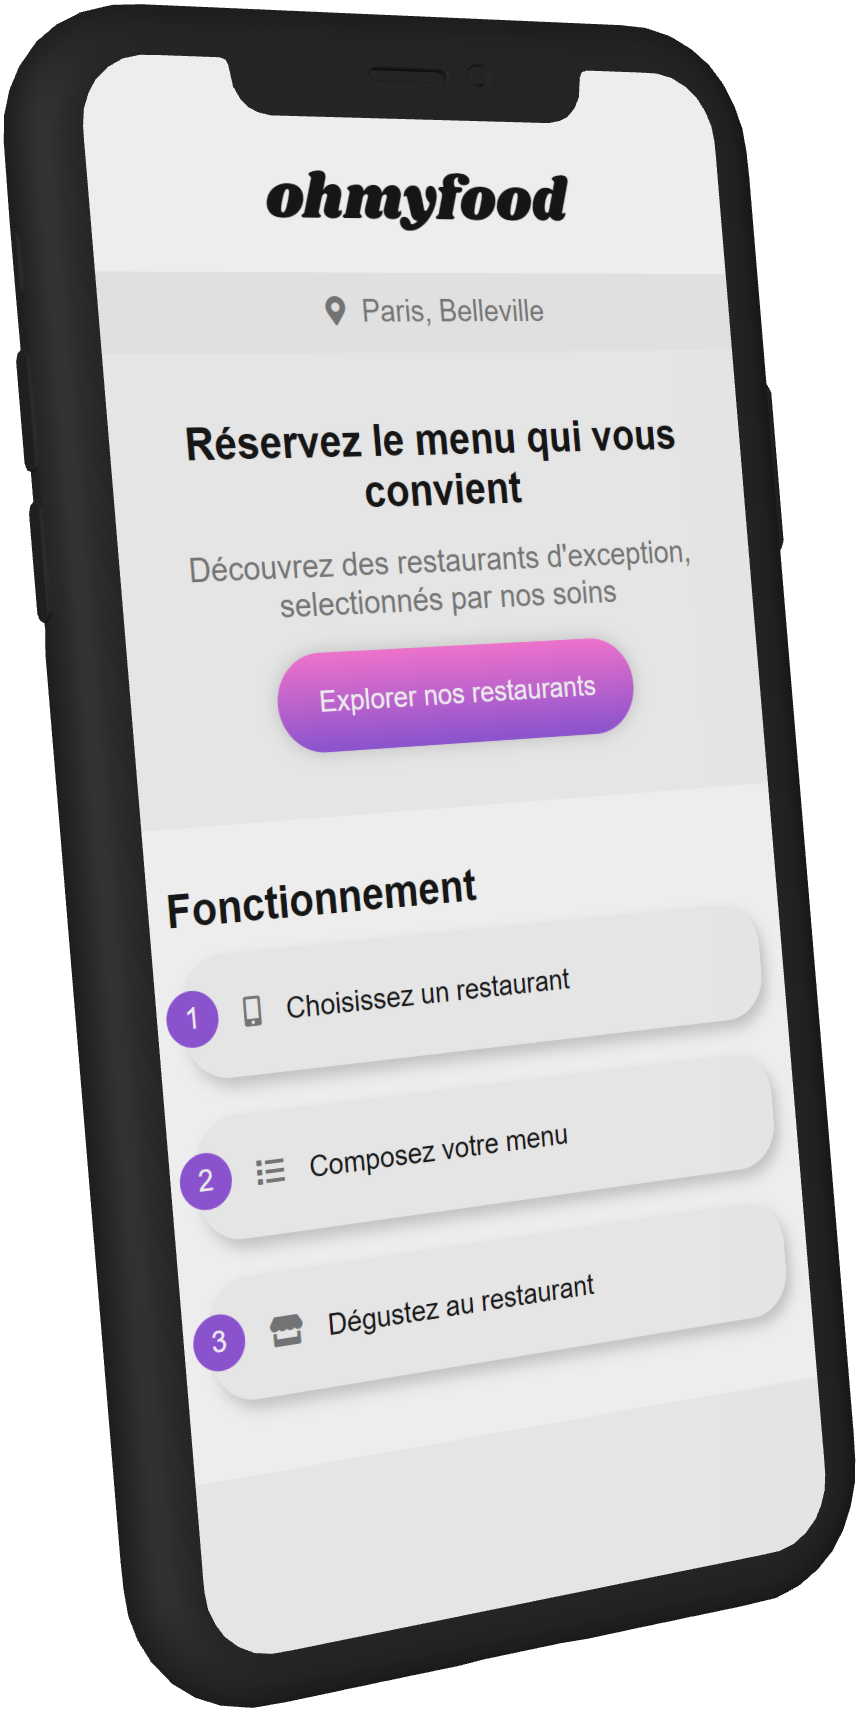 ohmyfood
Paris, Belleville
Réservez le menu qui vous
convient
Découvrez des restaurants d'exception,
selectionnés par nos soins
Explorer nos restaurants
Fonctionnement
1 Choisissez un restaurant
2 Composez votre menu
3 Dégustez au restaurant